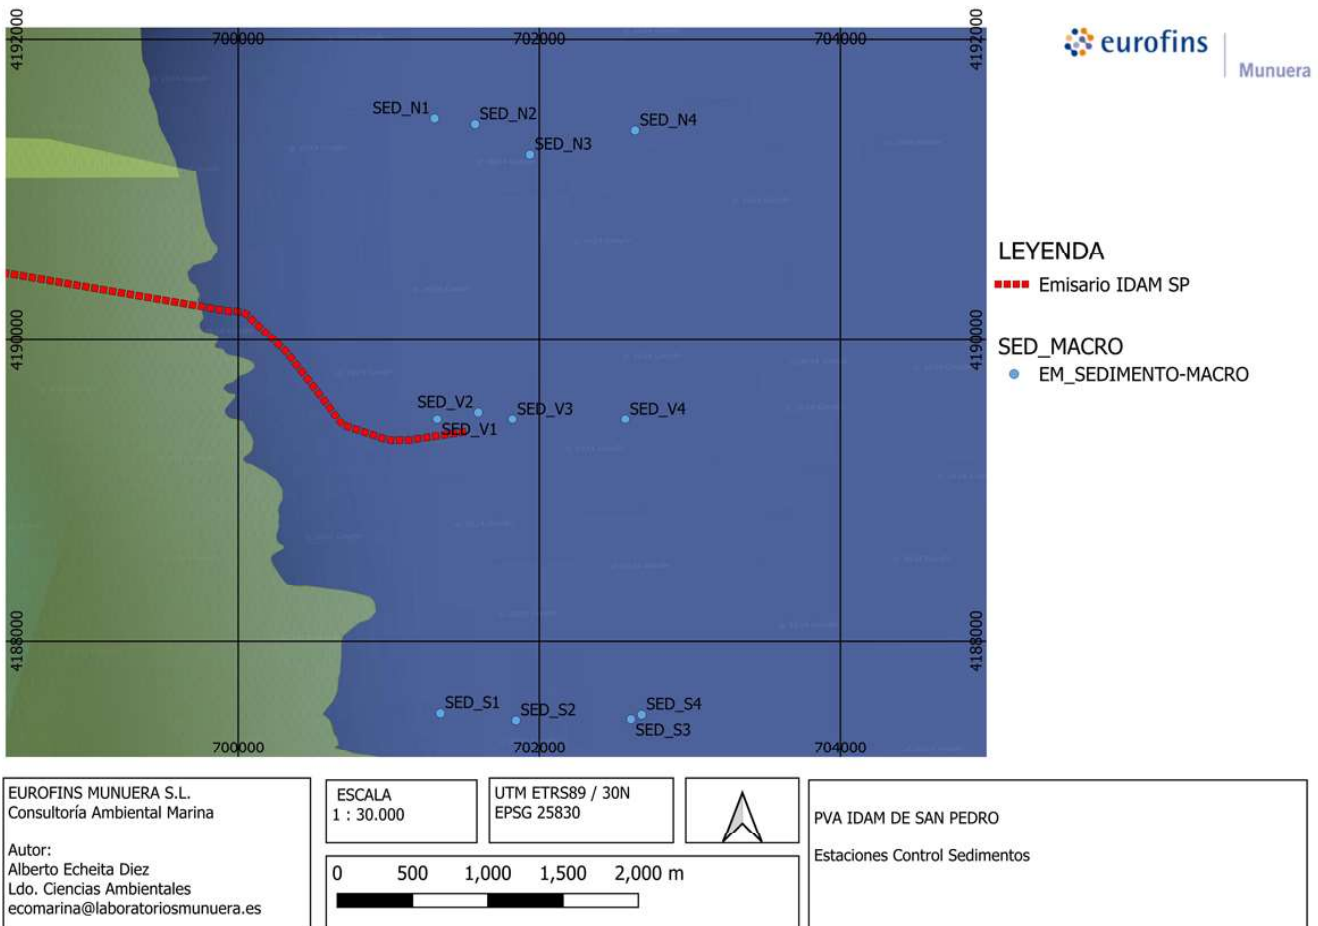 4192000
700000
702000
704000
4192000
eurofins
Munuera
SED_N1
SED_N2
SED_N3
SED_N4
LEYENDA
Emisario IDAM SP
4190000
4190000
SED_MACRO
EM_SEDIMENTO-MACRO
SED_V2
SED_V1
SED_V3
SED_V4
4188000
4188000
SED_S1
SED_S2
SED_S4
SED_S3
700000
702000
704000
EUROFINS MUNUERA S.L.
Consultoría Ambiental Marina
Autor:
Alberto Echeita Diez
Ldo. Ciencias Ambientales
ecomarina@laboratoriosmunuera.es
ESCALA
1 : 30.000
UTM ETRS89 / 30N
EPSG 25830
0 500 1,000 1,500 2,000 m
PVA IDAM DE SAN PEDRO
Estaciones Control Sedimentos